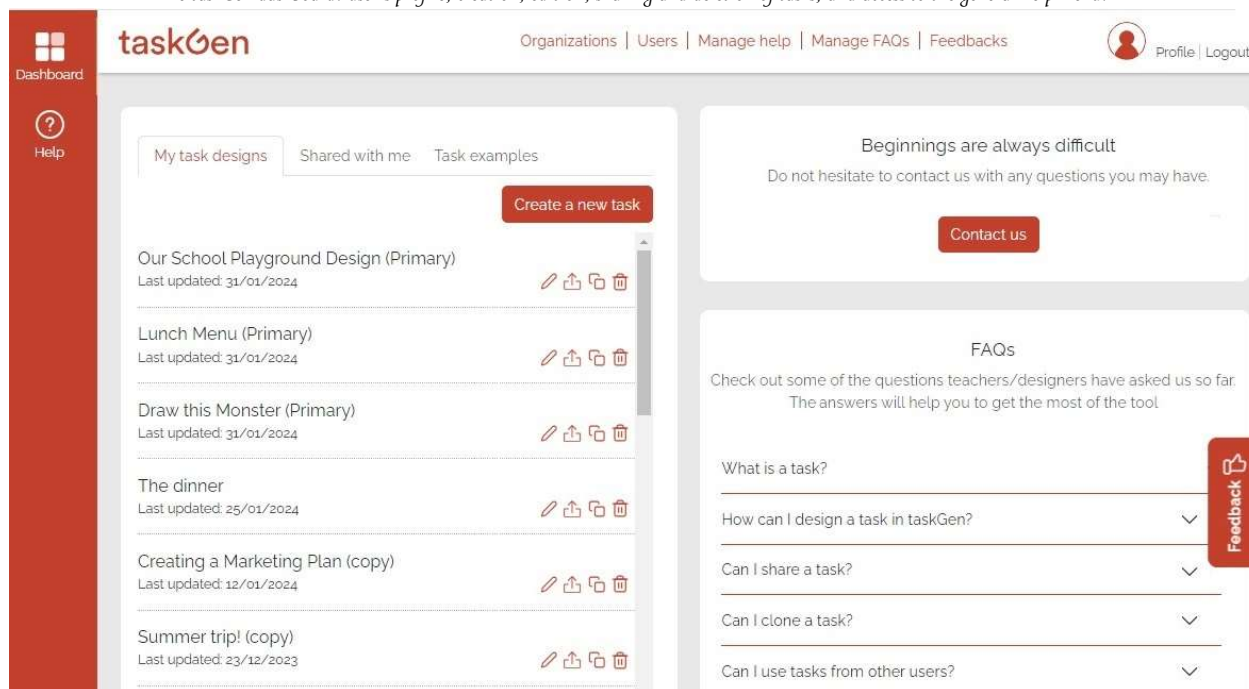 taskGen
Organizations | Users | Manage help | Manage FAQs | Feedbacks
Profile | Logout
Dashboard
Help
My task designs
Shared with me
Task examples
Create a new task
Our School Playground Design (Primary)
Last updated: 31/01/2024
Lunch Menu (Primary)
Last updated: 31/01/2024
Draw this Monster (Primary)
Last updated: 31/01/2024
The dinner
Last updated: 25/01/2024
Creating a Marketing Plan (copy)
Last updated: 12/01/2024
Summer trip! (copy)
Last updated: 23/12/2023
Beginnings are always difficult
Do not hesitate to contact us with any questions you may have.
Contact us
FAQs
Check out some of the questions teachers/designers have asked us so far.
The answers will help you to get the most of the tool
What is a task?
How can I design a task in taskGen?
Can I share a task?
Can I clone a task?
Can I use tasks from other users?
Feedback